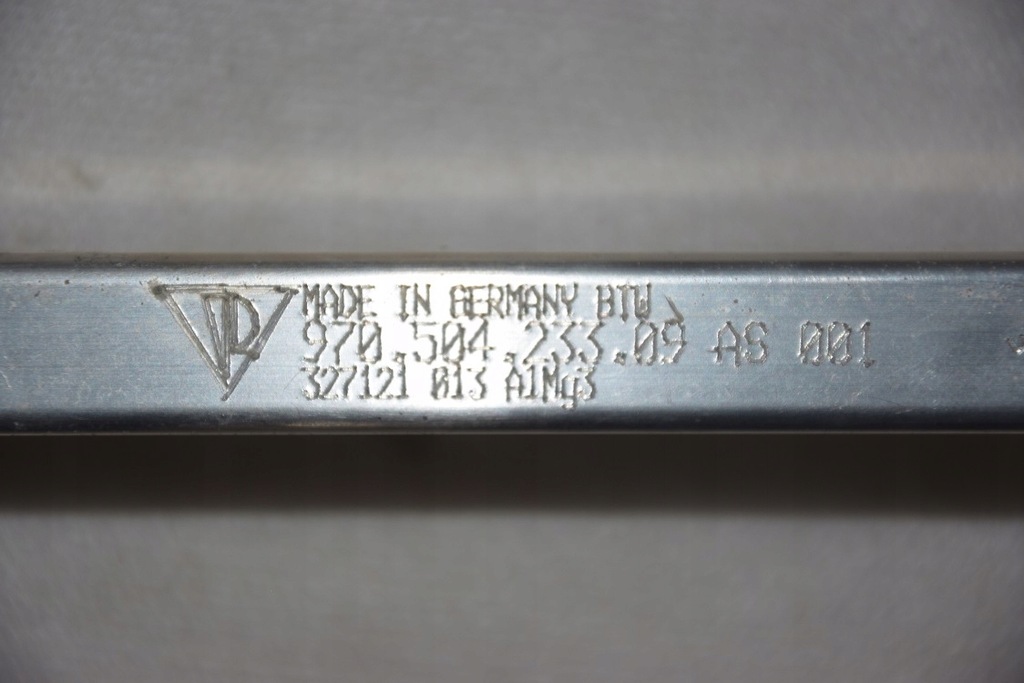 MADE IN GERMANY BTW
970.504.233.09 AS 001
327121 013 AlMg3